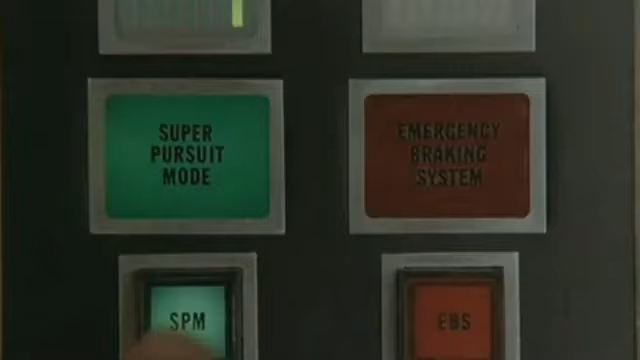 SUPER
PURSUIT
MODE
EMERGENCY
BRAKING
SYSTEM
SPM
EBS